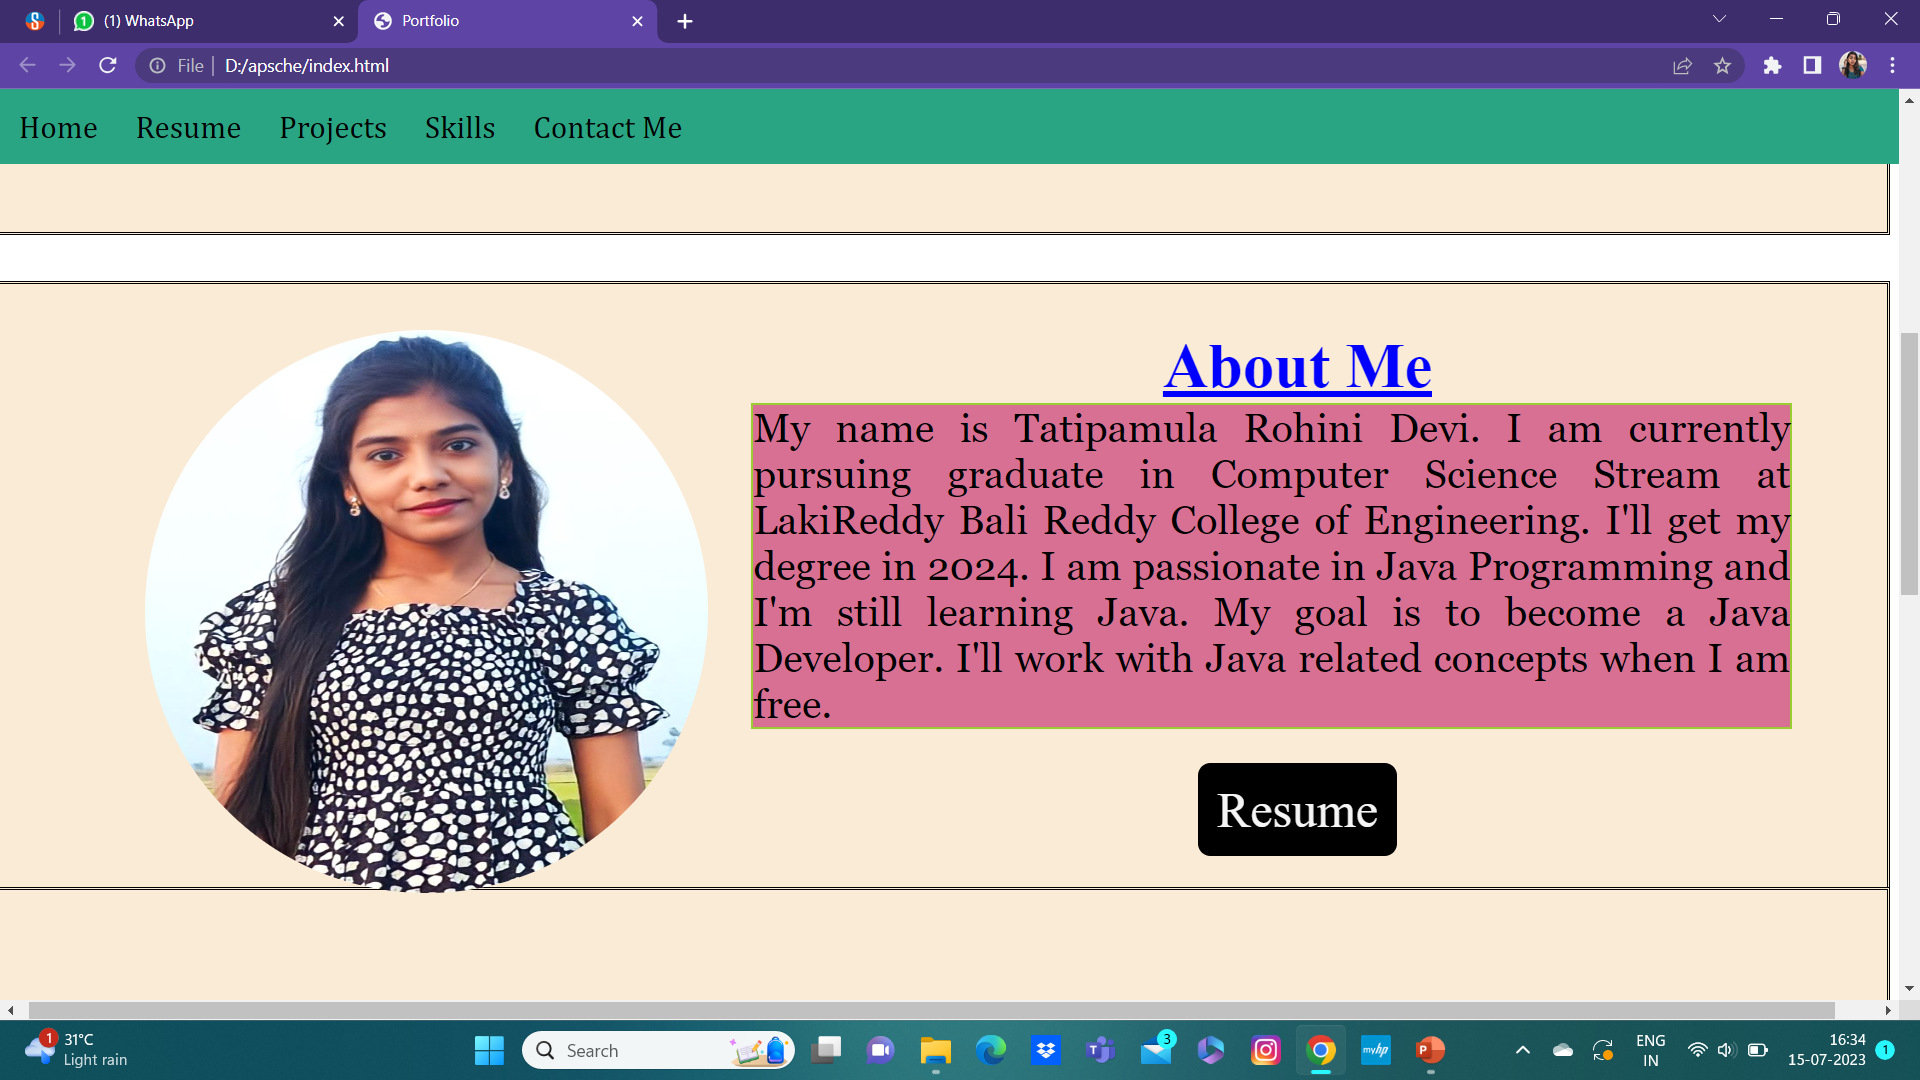 (1) WhatsApp
Portfolio
File
D:/apsche/index.html
Home Resume Projects Skills Contact Me
About Me
My name is Tatipamula Rohini Devi. I am currently
pursuing graduate in Computer Science Stream at
LakiReddy Bali Reddy College of Engineering. I'll get my
degree in 2024. I am passionate in Java Programming and
I'm still learning Java. My goal is to become a Java
Developer. I'll work with Java related concepts when I am
free.
Resume
1
31°C
Light rain
Search
3
myhp
ENG
IN
16:34
15-07-2023
1